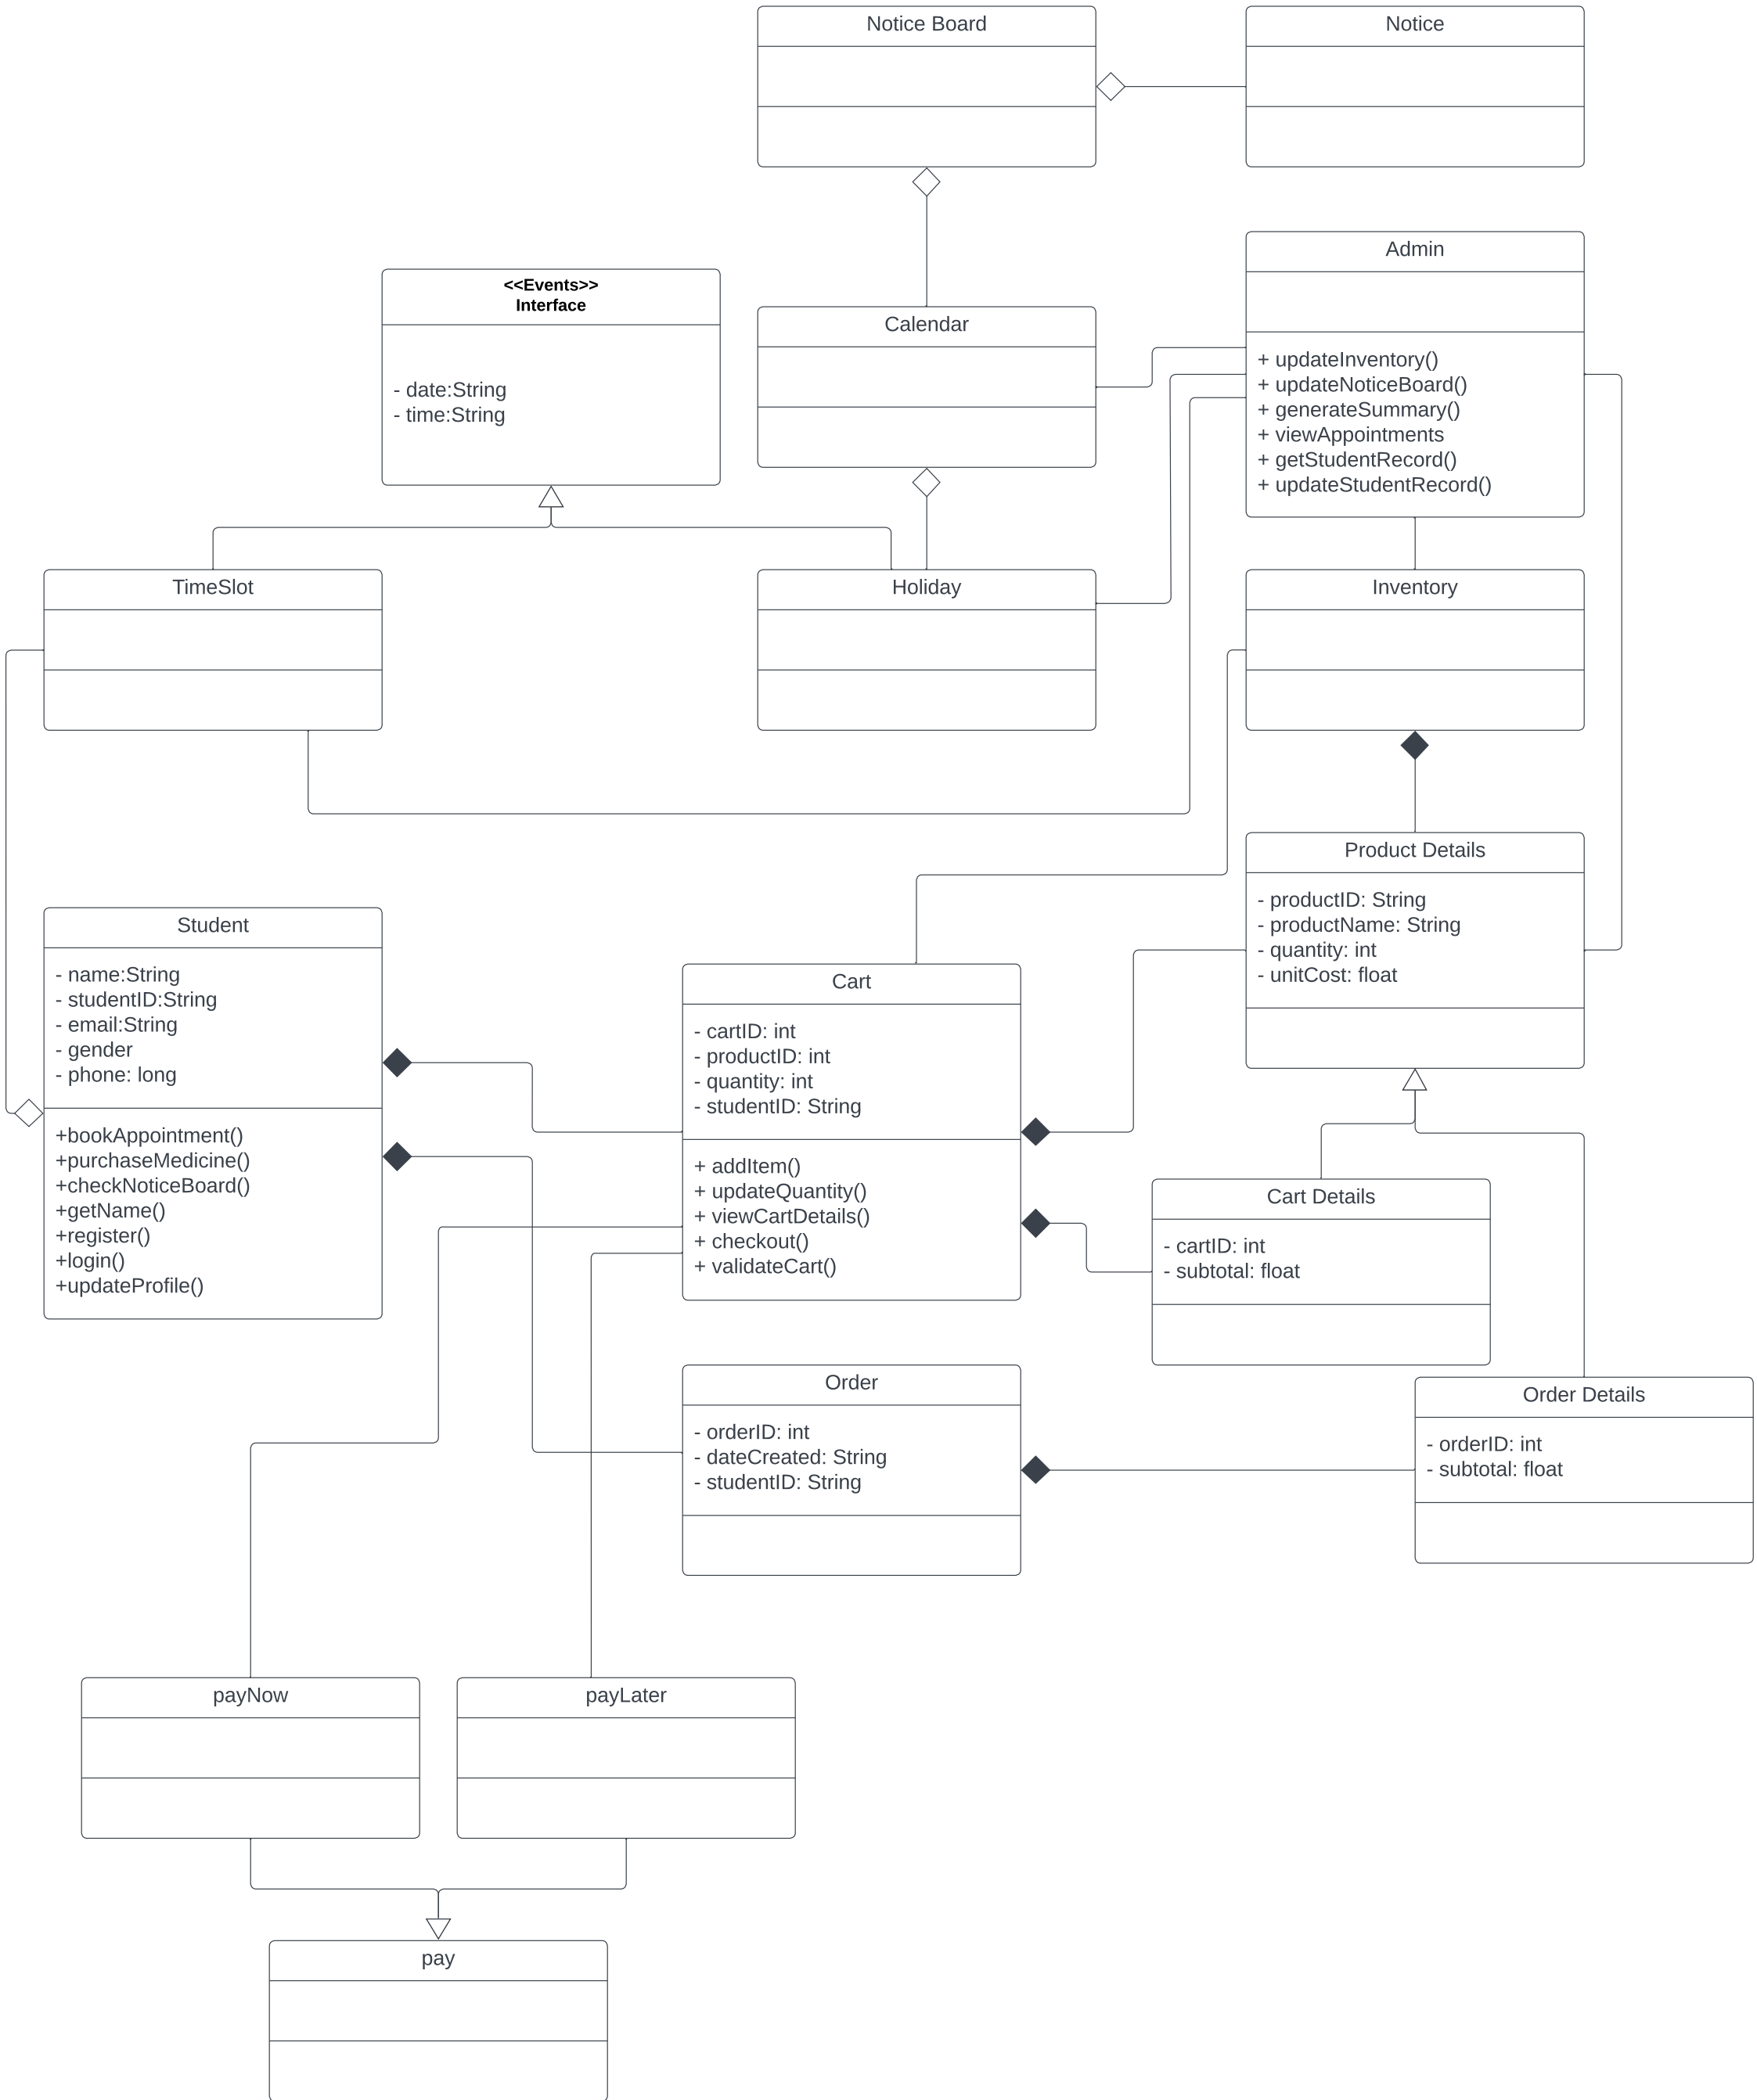 Notice Board
Notice
Admin
+ updateInventory()
+ updateNoticeBoard()
+ generateSummary()
+ viewAppointments
+ getStudentRecord()
+ updateStudentRecord()
<<Events>>
Interface
- date:String
- time:String
Calendar
TimeSlot
Holiday
Inventory
Product Details
- productID: String
- productName: String
- quantity: int
- unitCost: float
Student
- name:String
- studentID:String
- email:String
- gender
- phone: long
+bookAppointment()
+purchaseMedicine()
+checkNoticeBoard()
+getName()
+register()
+login()
+updateProfile()
Cart
- cartID: int
- productID: int
- quantity: int
- studentID: String
+ addItem()
+ updateQuantity()
+ viewCartDetails()
+ checkout()
+ validateCart()
Cart Details
- cartID: int
- subtotal: float
Order
- orderID: int
- dateCreated: String
- studentID: String
Order Details
- orderID: int
- subtotal: float
payNow
payLater
pay